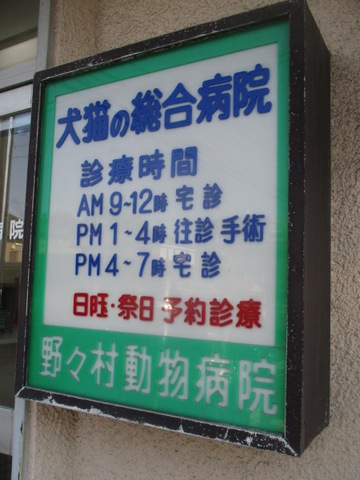 犬猫の総合病院
診療時間
AM 9-12時 宅診
PM 1~4時 往診 手術
PM 4~7時 宅診
日曜・祭日 予約診療
野々村動物病院
院